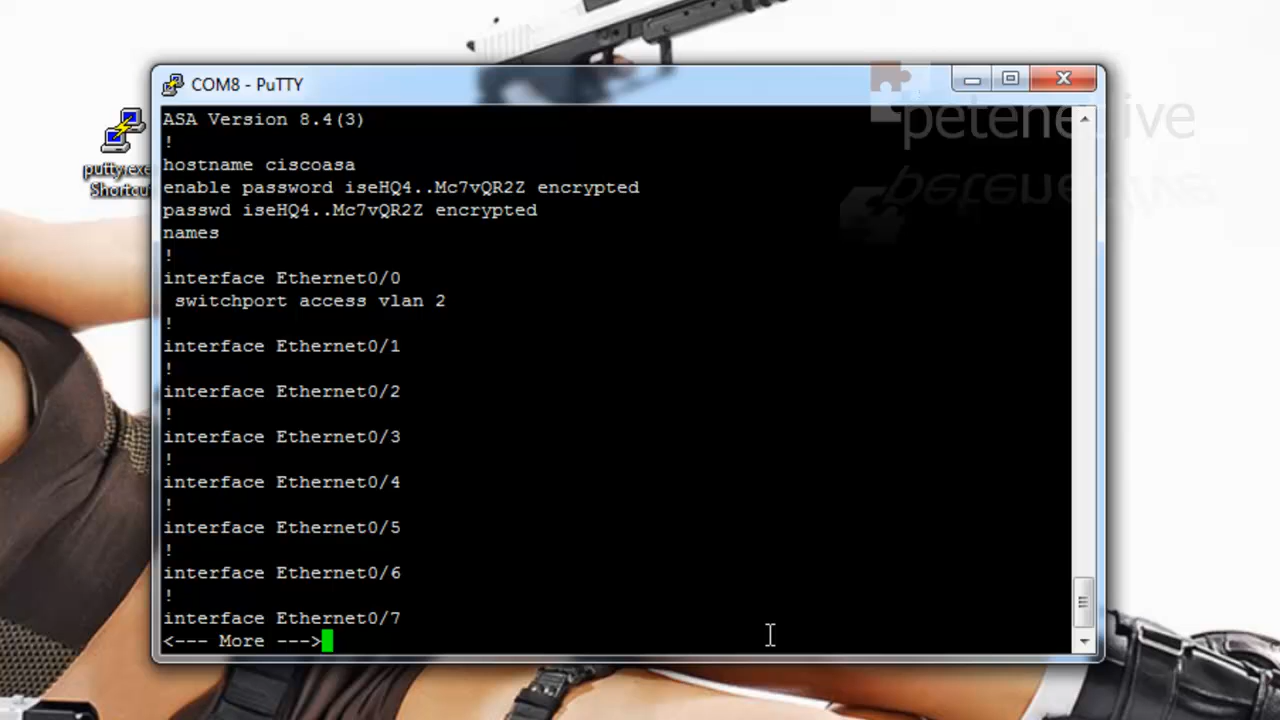 COM8 - PuTTY
petenetlive
ASA Version 8.4(3)
!
hostname ciscoasa
enable password iseHQ4..Mc7vQR2Z encrypted
passwd iseHQ4..Mc7vQR2Z encrypted
names
!
interface Ethernet0/0
switchport access vlan 2
!
interface Ethernet0/1
!
interface Ethernet0/2
!
interface Ethernet0/3
!
interface Ethernet0/4
!
interface Ethernet0/5
!
interface Ethernet0/6
!
interface Ethernet0/7
<--- More --->
putty.exe
Shortcut